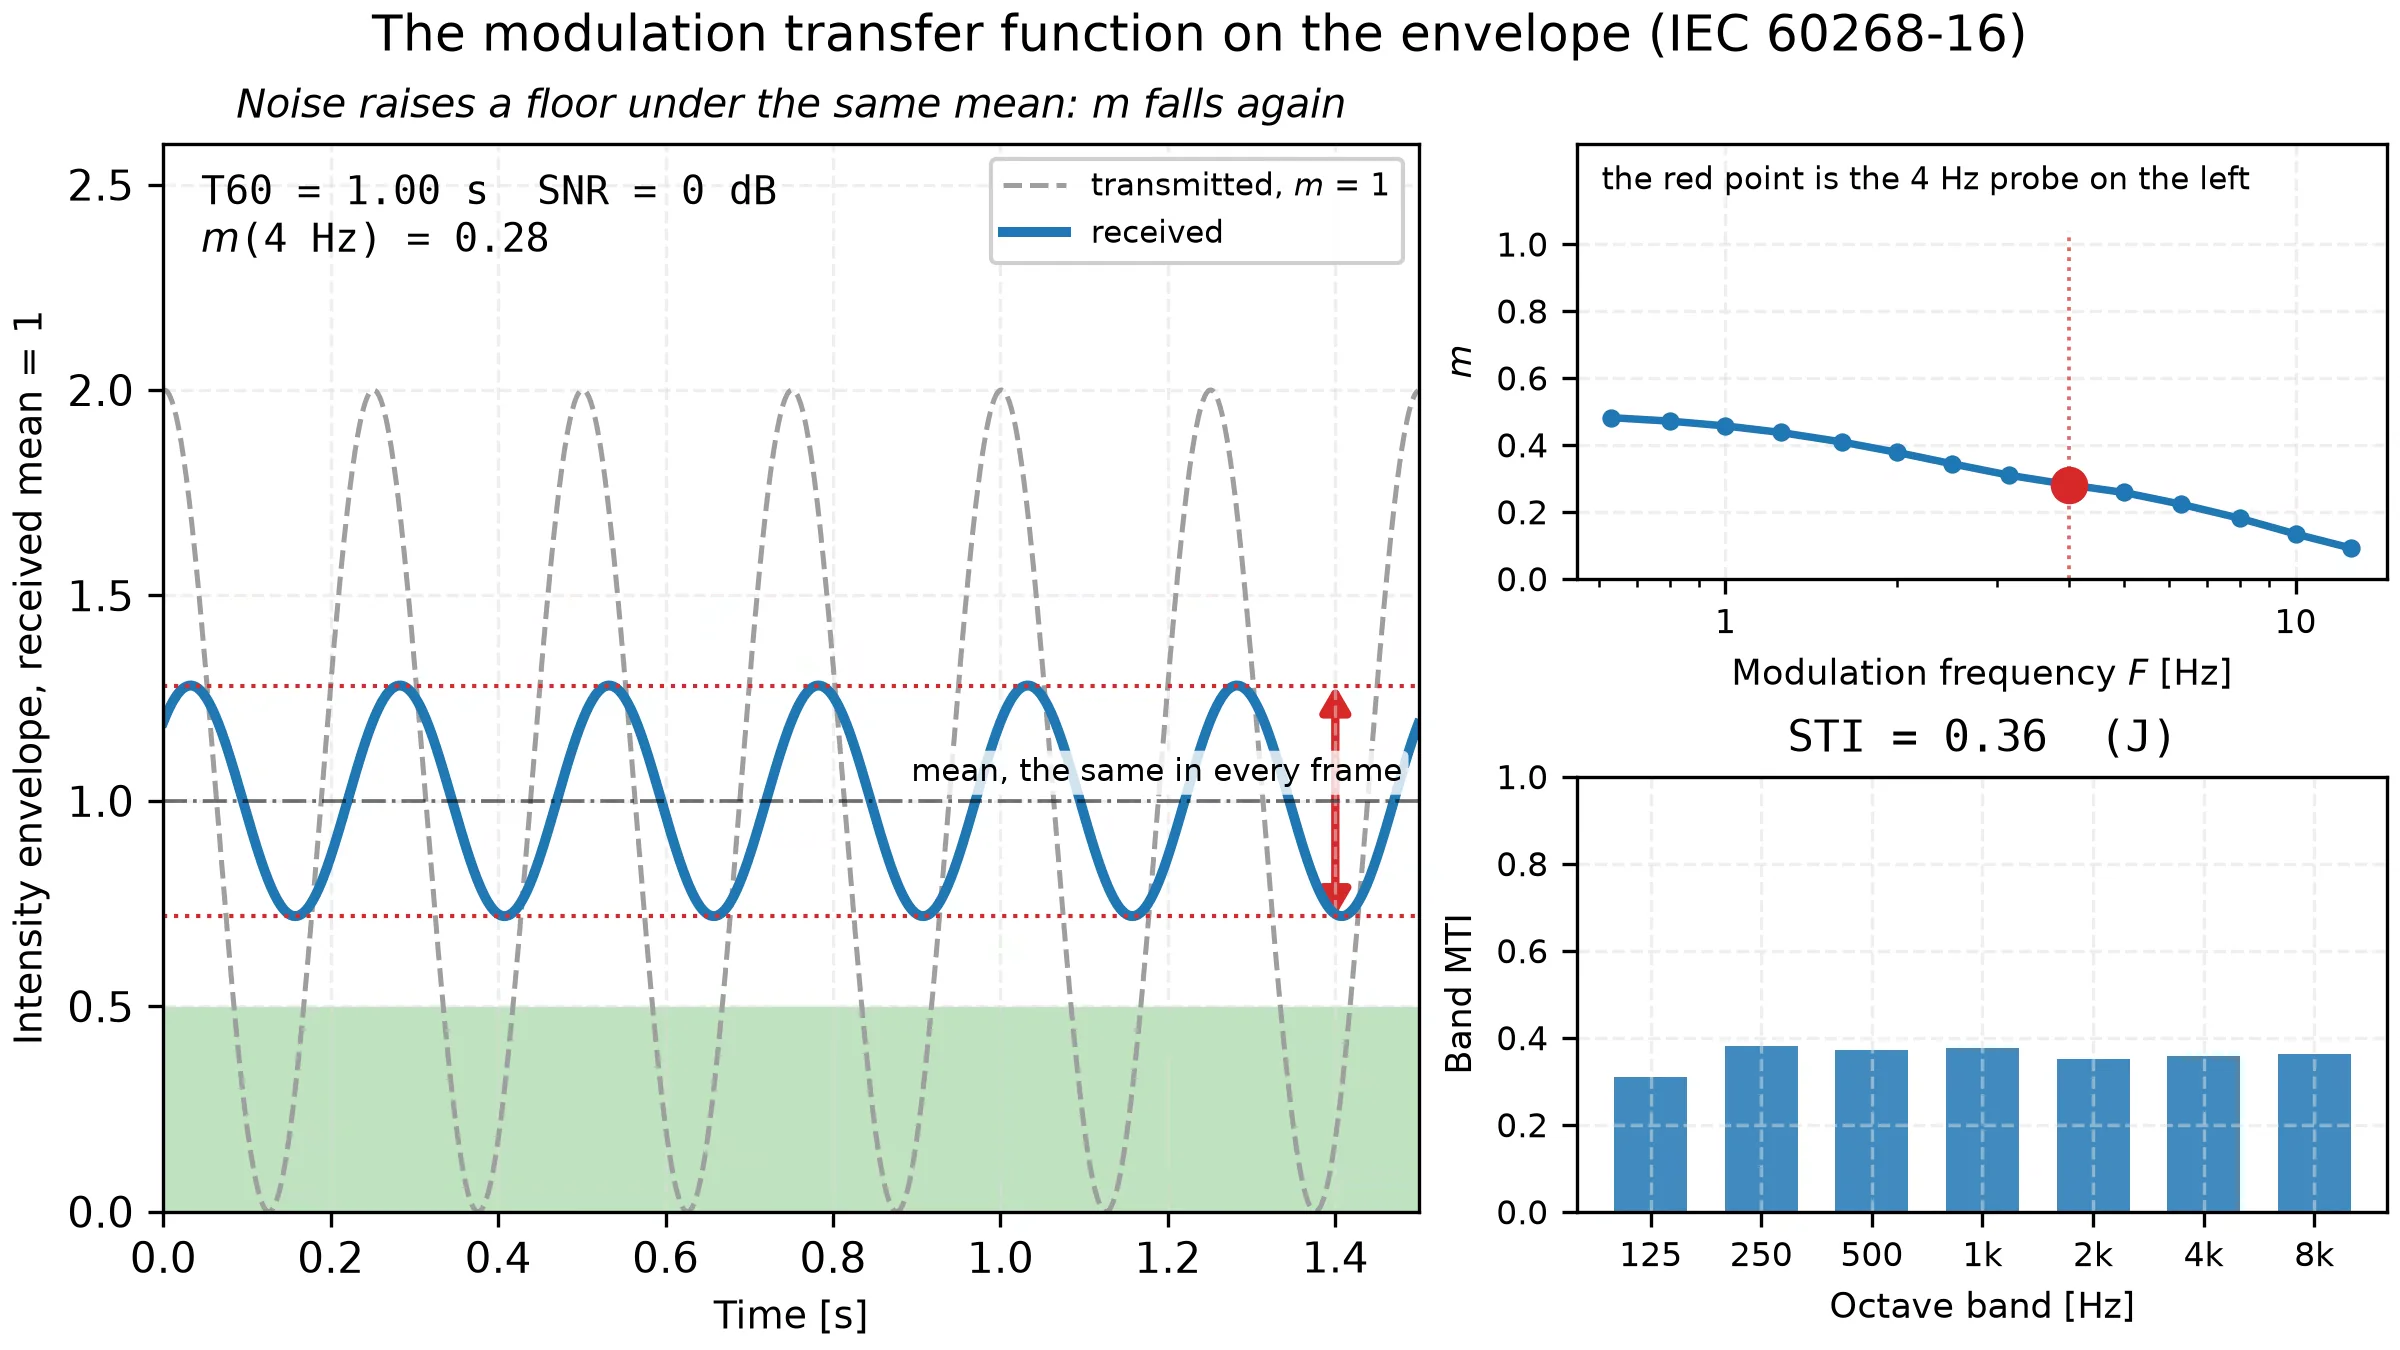 The modulation transfer function on the envelope (IEC 60268-16)
Noise raises a floor under the same mean: m falls again
T60 = 1.00 s  SNR = 0 dB
m(4 Hz) = 0.28
transmitted, m = 1
received
mean, the same in every frame
Intensity envelope, received mean = 1
2.5
2.0
1.5
1.0
0.5
0.0
0.0 0.2 0.4 0.6 0.8 1.0 1.2 1.4
Time [s]
the red point is the 4 Hz probe on the left
m
1.0
0.8
0.6
0.4
0.2
0.0
1 10
Modulation frequency F [Hz]
STI = 0.36  (J)
Band MTI
1.0
0.8
0.6
0.4
0.2
0.0
125 250 500 1k 2k 4k 8k
Octave band [Hz]